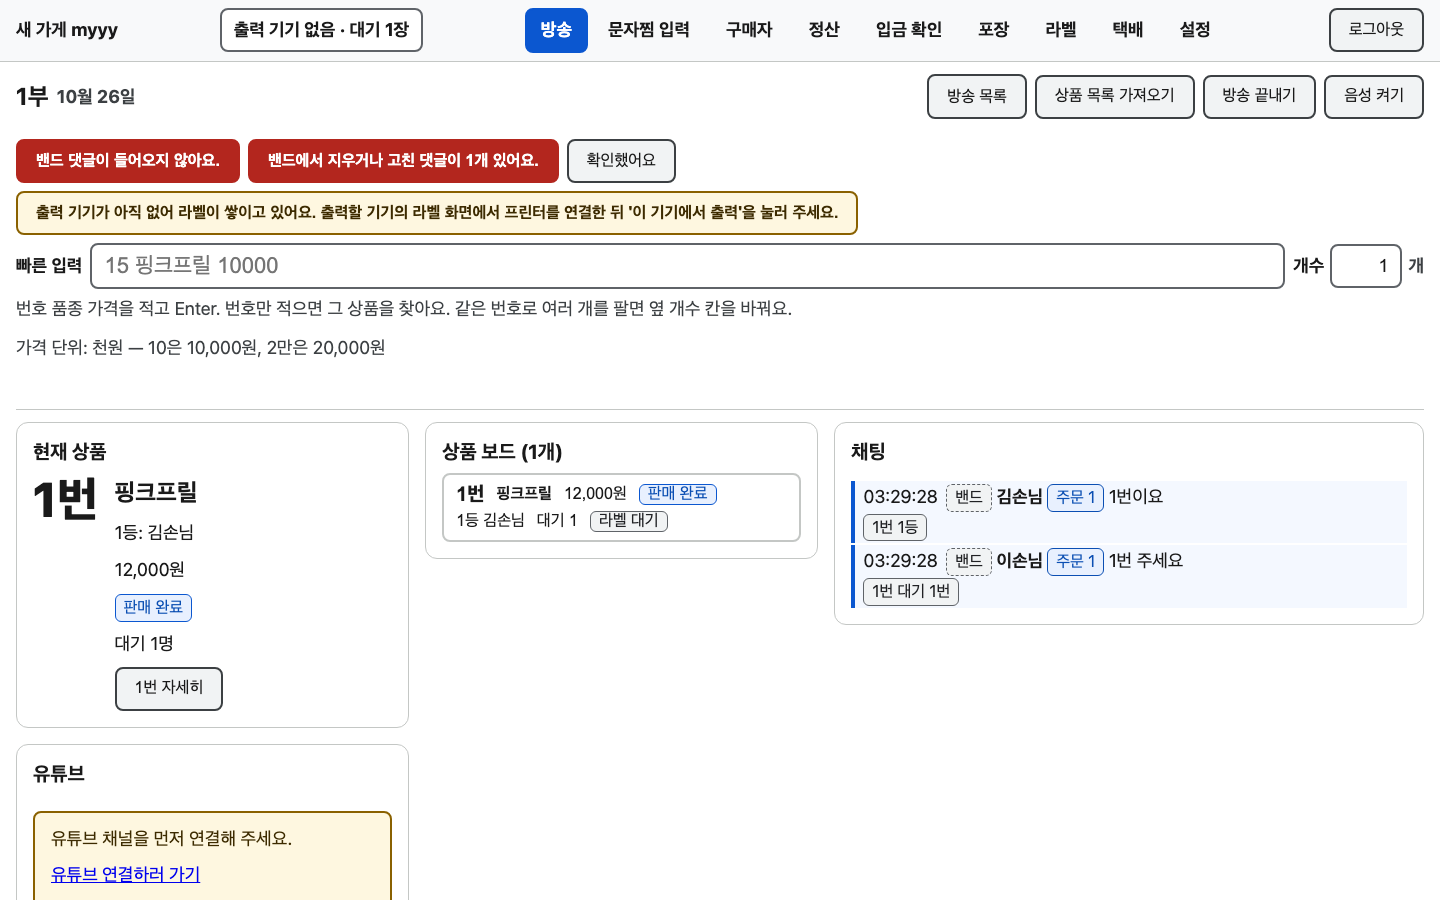 새 가게 myyy
출력 기기 없음 · 대기 1장
방송
문자찜 입력
구매자
정산
입금 확인
포장
라벨
택배
설정
로그아웃
1부 10월 26일
방송 목록
상품 목록 가져오기
방송 끝내기
음성 켜기
밴드 댓글이 들어오지 않아요.
밴드에서 지우거나 고친 댓글이 1개 있어요.
확인했어요
출력 기기가 아직 없어 라벨이 쌓이고 있어요. 출력할 기기의 라벨 화면에서 프린터를 연결한 뒤 '이 기기에서 출력'을 눌러 주세요.
빠른 입력 15 핑크프릴 10000 개수 1 개
번호 품종 가격을 적고 Enter. 번호만 적으면 그 상품을 찾아요. 같은 번호로 여러 개를 팔면 옆 개수 칸을 바꿔요.
가격 단위: 천원 — 10은 10,000원, 2만은 20,000원
현재 상품
1번 핑크프릴
1등: 김손님
12,000원
판매 완료
대기 1명
1번 자세히
유튜브
유튜브 채널을 먼저 연결해 주세요.
유튜브 연결하러 가기
상품 보드 (1개)
1번 핑크프릴 12,000원 판매 완료
1등 김손님 대기 1 라벨 대기
채팅
03:29:28 밴드 김손님 주문 1 1번이요
1번 1등
03:29:28 밴드 이손님 주문 1 1번 주세요
1번 대기 1번